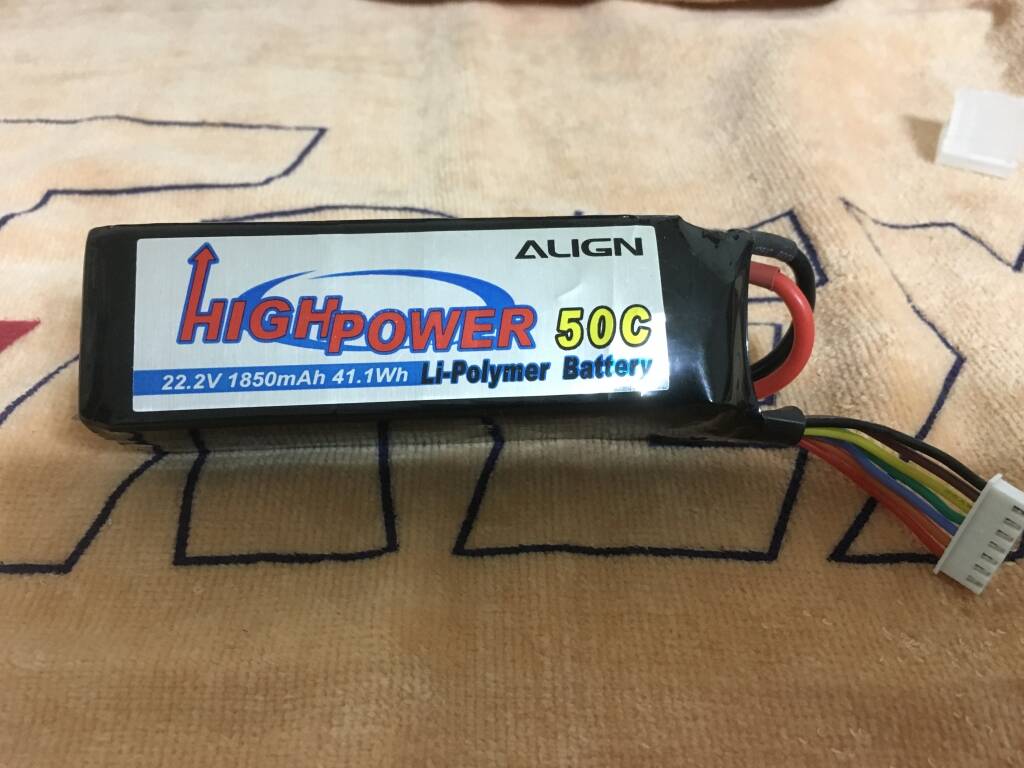 ALIGN
HIGHPOWER 50C
22.2V 1850mAh 41.1Wh Li-Polymer Battery